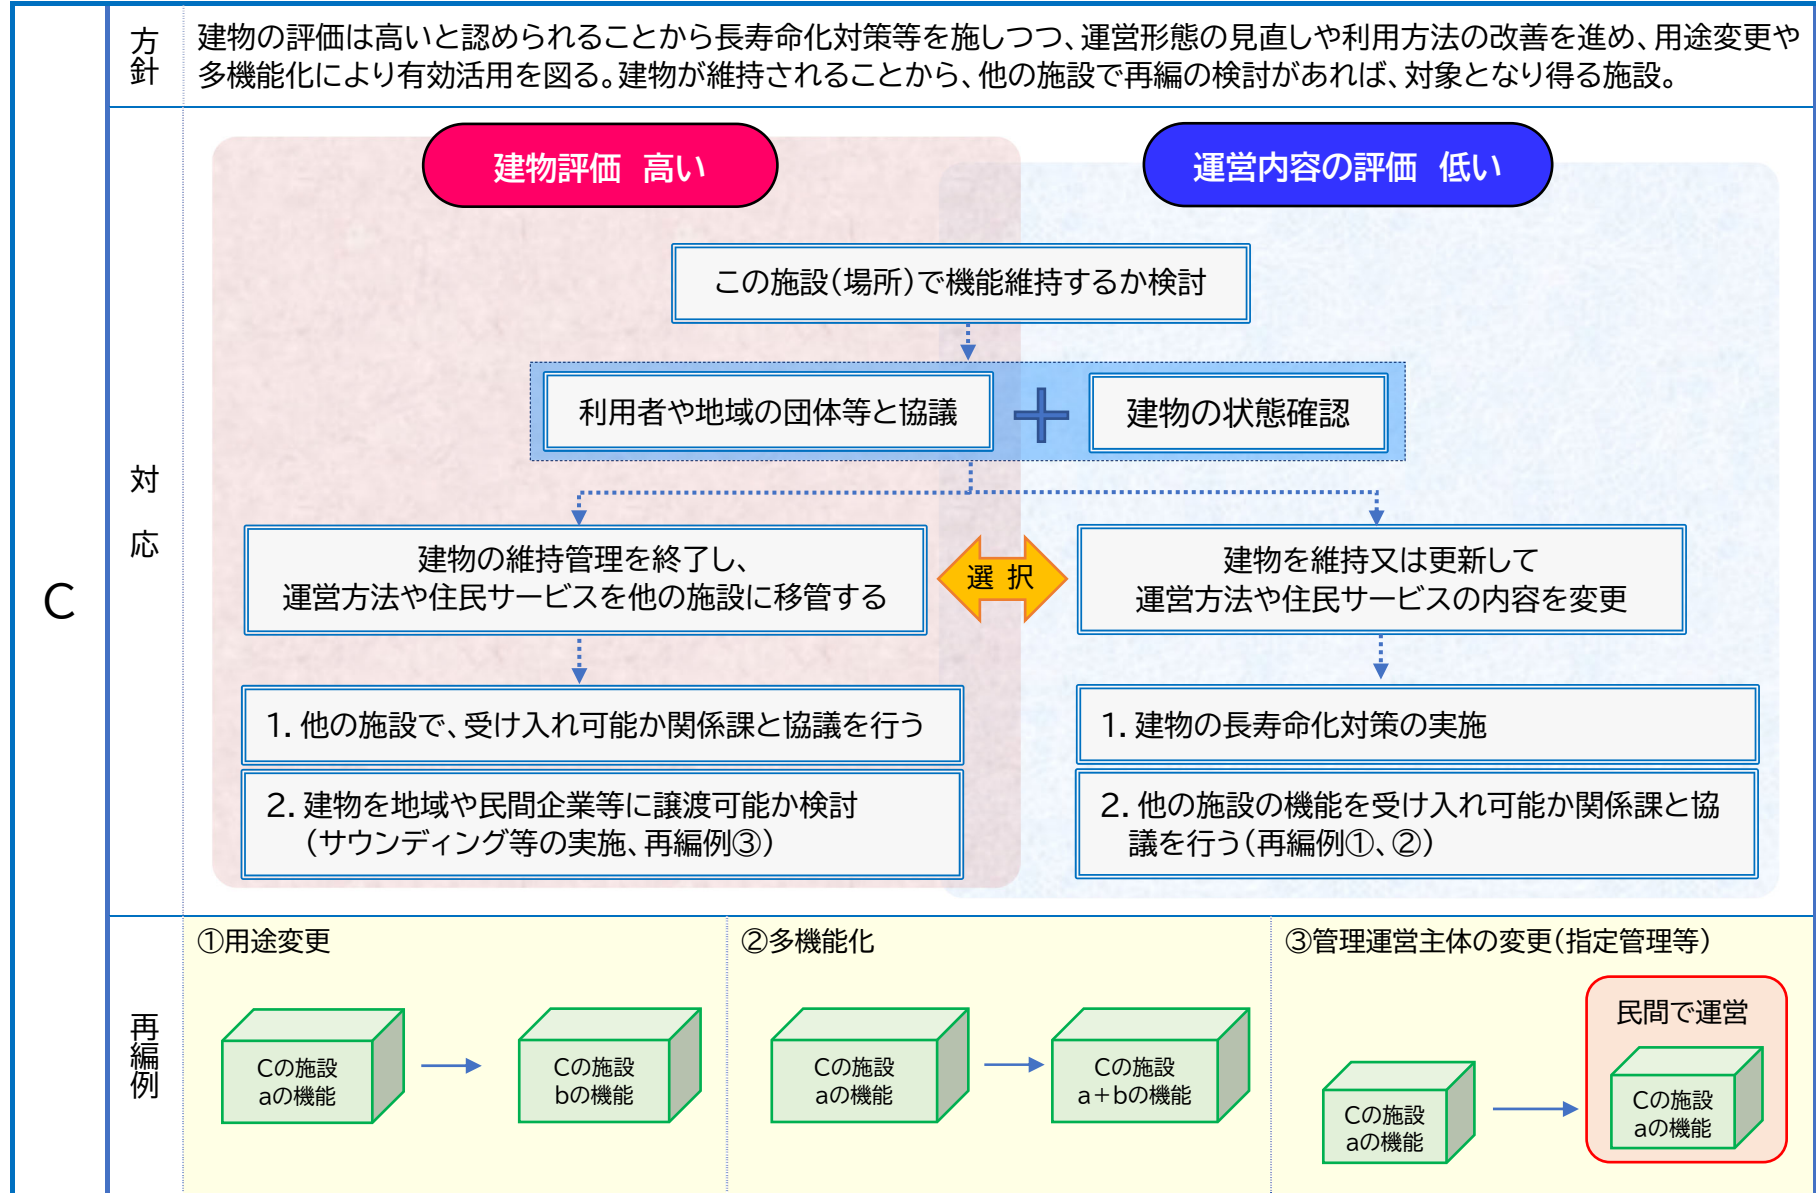 C
方針
建物の評価は高いと認められることから長寿命化対策等を施しつつ、運営形態の見直しや利用方法の改善を進め、用途変更や
多機能化により有効活用を図る。建物が維持されることから、他の施設で再編の検討があれば、対象となり得る施設。
対応
建物評価 高い
運営内容の評価 低い
この施設(場所)で機能維持するか検討
利用者や地域の団体等と協議
建物の状態確認
建物の維持管理を終了し、
運営方法や住民サービスを他の施設に移管する
選 択
建物を維持又は更新して
運営方法や住民サービスの内容を変更
1. 他の施設で、受け入れ可能か関係課と協議を行う
2. 建物を地域や民間企業等に譲渡可能か検討
(サウンディング等の実施、再編例③)
1. 建物の長寿命化対策の実施
2. 他の施設の機能を受け入れ可能か関係課と協
議を行う(再編例①、②)
再編例
①用途変更
Cの施設
aの機能
Cの施設
bの機能
②多機能化
Cの施設
aの機能
Cの施設
a+bの機能
③管理運営主体の変更(指定管理等)
Cの施設
aの機能
民間で運営
Cの施設
aの機能